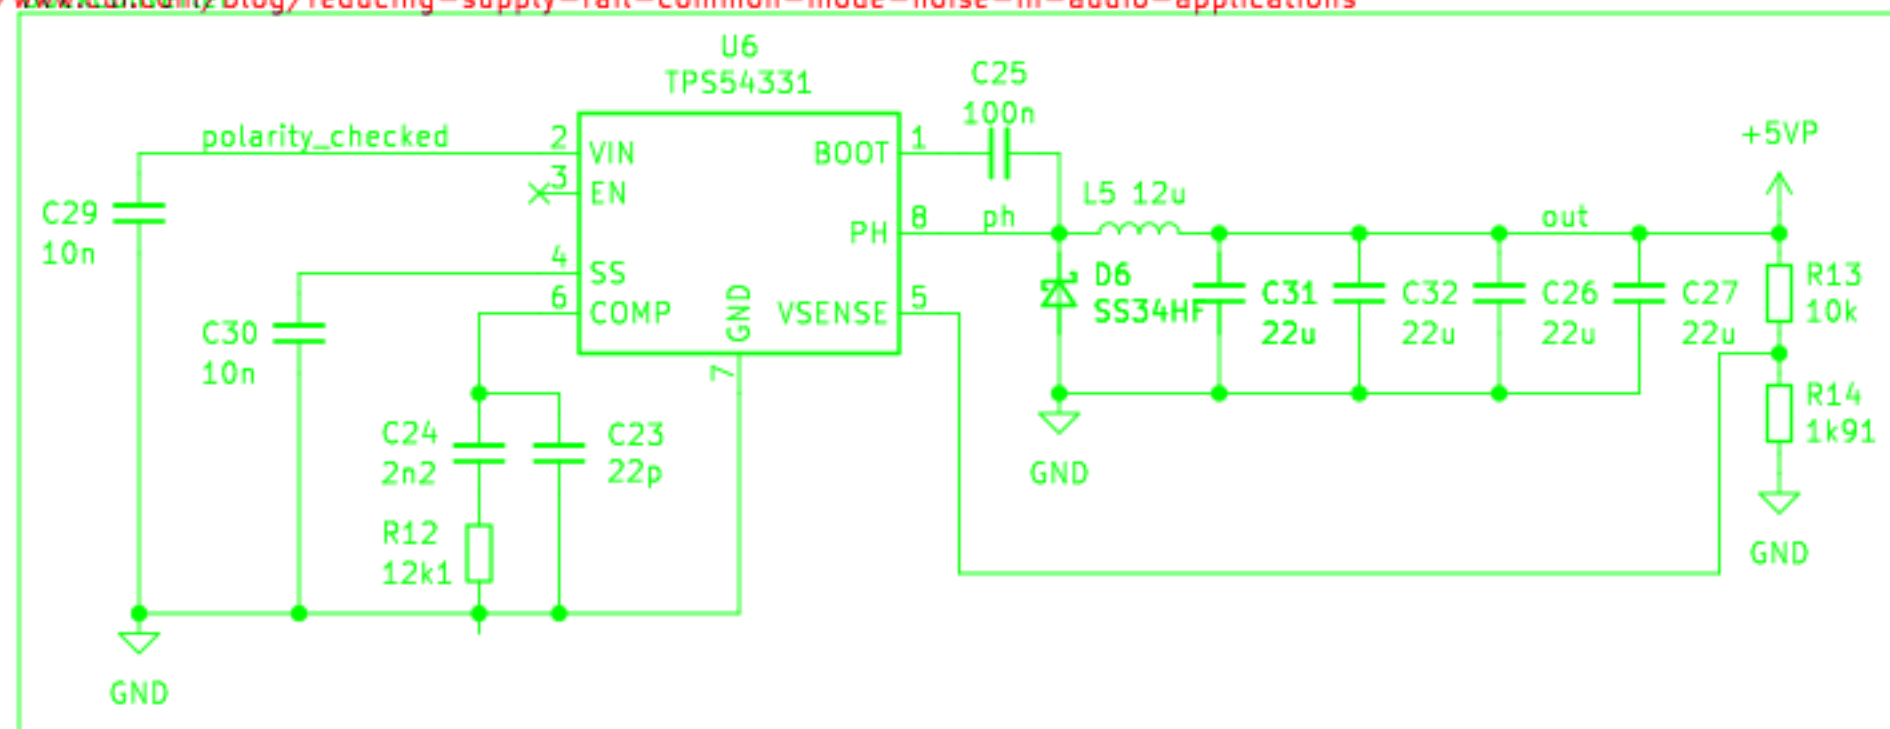 blog/reducing-supply-rail-common-mode-noise-in-audio-applications
U6
TPS54331
C25
100n
+5VP
polarity_checked
2
VIN
BOOT
1
3
EN
L5 12u
C29
10n
PH
8
ph
out
4
SS
D6
SS34HF
C31
22u
C32
22u
C26
22u
C27
22u
R13
10k
6
COMP
GND
VSENSE
5
C30
10n
7
R14
1k91
C24
2n2
C23
22p
GND
R12
12k1
GND
GND